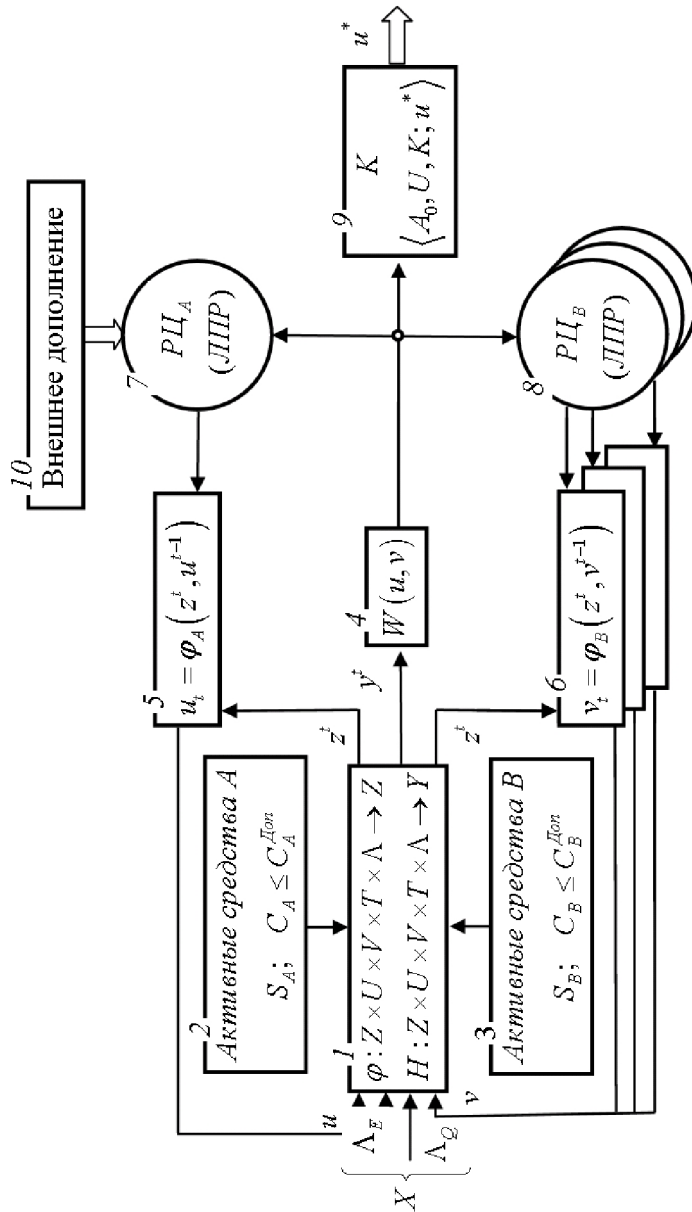 10
Внешнее дополнение
7
РЦ_A
(ЛПР)
5
u_t = φ_A (z^t, u^{t-1})
2
Активные средства A
S_A; C_A ≤ C_A^{Доп}
z^t
u
1
φ : Z × U × V × T × Λ → Z
H : Z × U × V × T × Λ → Y
Λ_E
X
Λ_Q
v
y^t
4
W (u, v)
9
K
⟨A_0, U, K; u^*⟩
u^*
z^t
3
Активные средства B
S_B; C_B ≤ C_B^{Доп}
6
v_t = φ_B (z^t, v^{t-1})
8
РЦ_B
(ЛПР)